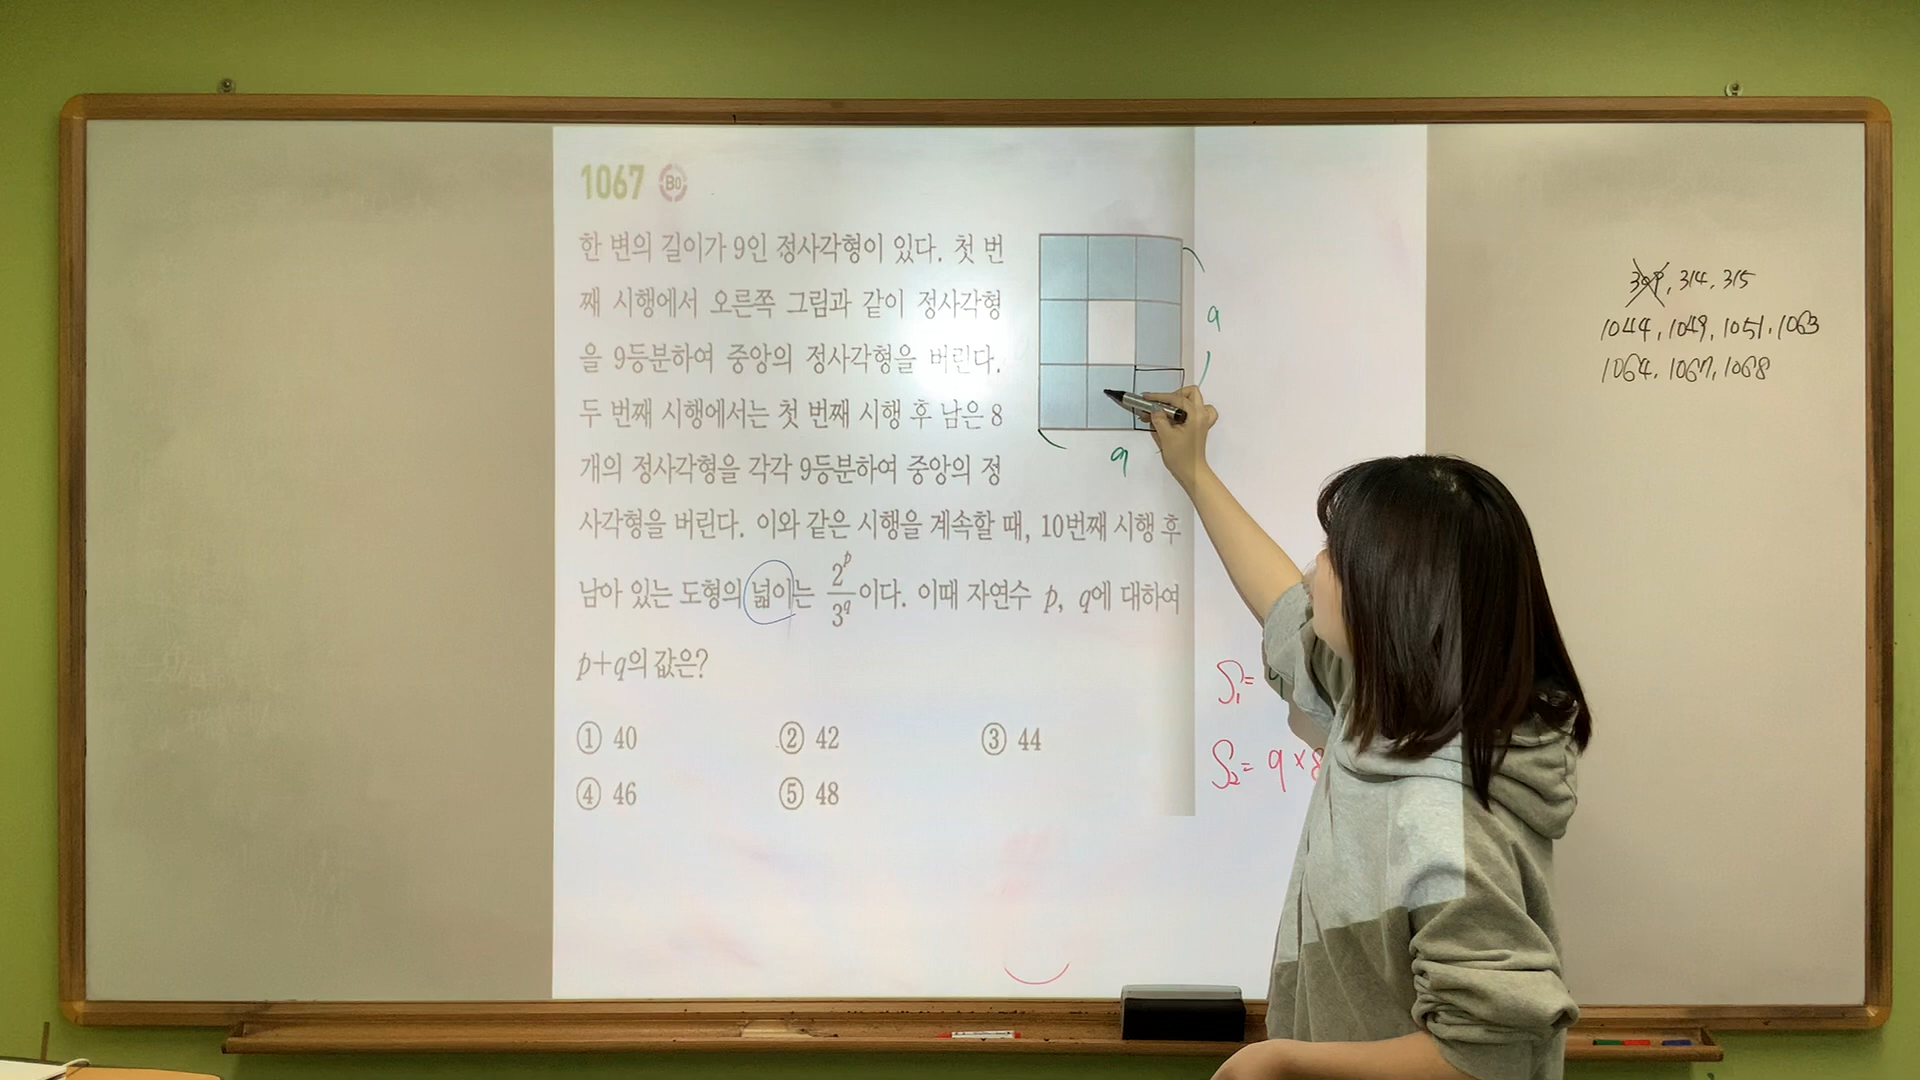 1067
한 변의 길이가 9인 정사각형이 있다. 첫 번
째 시행에서 오른쪽 그림과 같이 정사각형
을 9등분하여 중앙의 정사각형을 버린다.
두 번째 시행에서는 첫 번째 시행 후 남은 8
개의 정사각형을 각각 9등분하여 중앙의 정
사각형을 버린다. 이와 같은 시행을 계속할 때, 10번째 시행 후
남아 있는 도형의 넓이는 2^p/3^q이다. 이때 자연수 p, q에 대하여
p+q의 값은?
① 40 ② 42 ③ 44
④ 46 ⑤ 48
9
9
S₁=
S₂= 9×8
314, 315
1044, 1049, 1051, 1063
1064, 1067, 1068